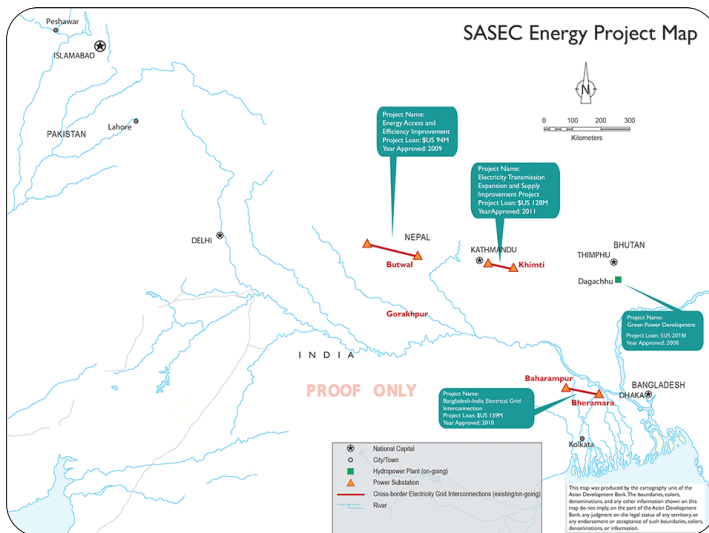 SASEC Energy Project Map
Peshawar
ISLAMABAD
PAKISTAN
Lahore
N
0 100 200 300
Kilometers
Project Name:
Energy Access and
Efficiency Improvement
Project Loan: $US 94M
Year Approved: 2009
Project Name:
Electricity Transmission
Expansion and Supply
Improvement Project
Project Loan: $US 128M
YearApproved: 2011
DELHI
NEPAL
Butwal
KATHMANDU
Khimti
BHUTAN
THIMPHU
Dagachhu
Gorakhpur
Project Name:
Green Power Development
Project Loan: $US 201M
Year Approved: 2008
INDIA
PROOF ONLY
Baharampur
Bheramara
BANGLADESH
DHAKA
Project Name:
Bangladesh-India Electrical Grid
Interconnection
Project Loan: $US 159M
Year Approved: 2010
Kolkata
National Capital
City/Town
Hydropower Plant (on-going)
Power Substation
Cross-border Electricity Grid Interconnections (existing/on-going)
River
This map was produced by the cartography unit of the
Asian Development Bank. The boundaries, colors,
denominations, and any other information shown on this
map do not imply, on the part of the Asian Development
Bank, any judgment on the legal status of any territory, or
any endorsement or acceptance of such boundaries, colors,
denominations, or information.